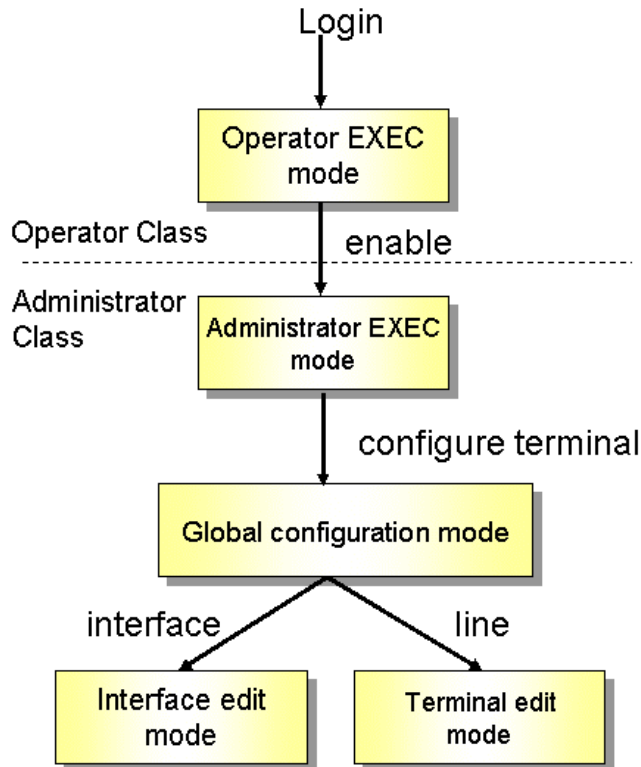 Login
Operator EXEC
mode
Operator Class
enable
Administrator
Class
Administrator EXEC
mode
configure terminal
Global configuration mode
interface
line
Interface edit
mode
Terminal edit
mode